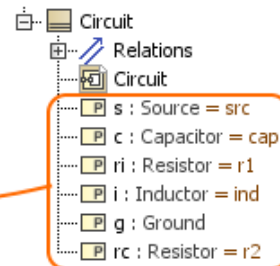 Circuit
Relations
Circuit
s : Source = src
c : Capacitor = cap
ri : Resistor = r1
i : Inductor = ind
g : Ground
rc : Resistor = r2